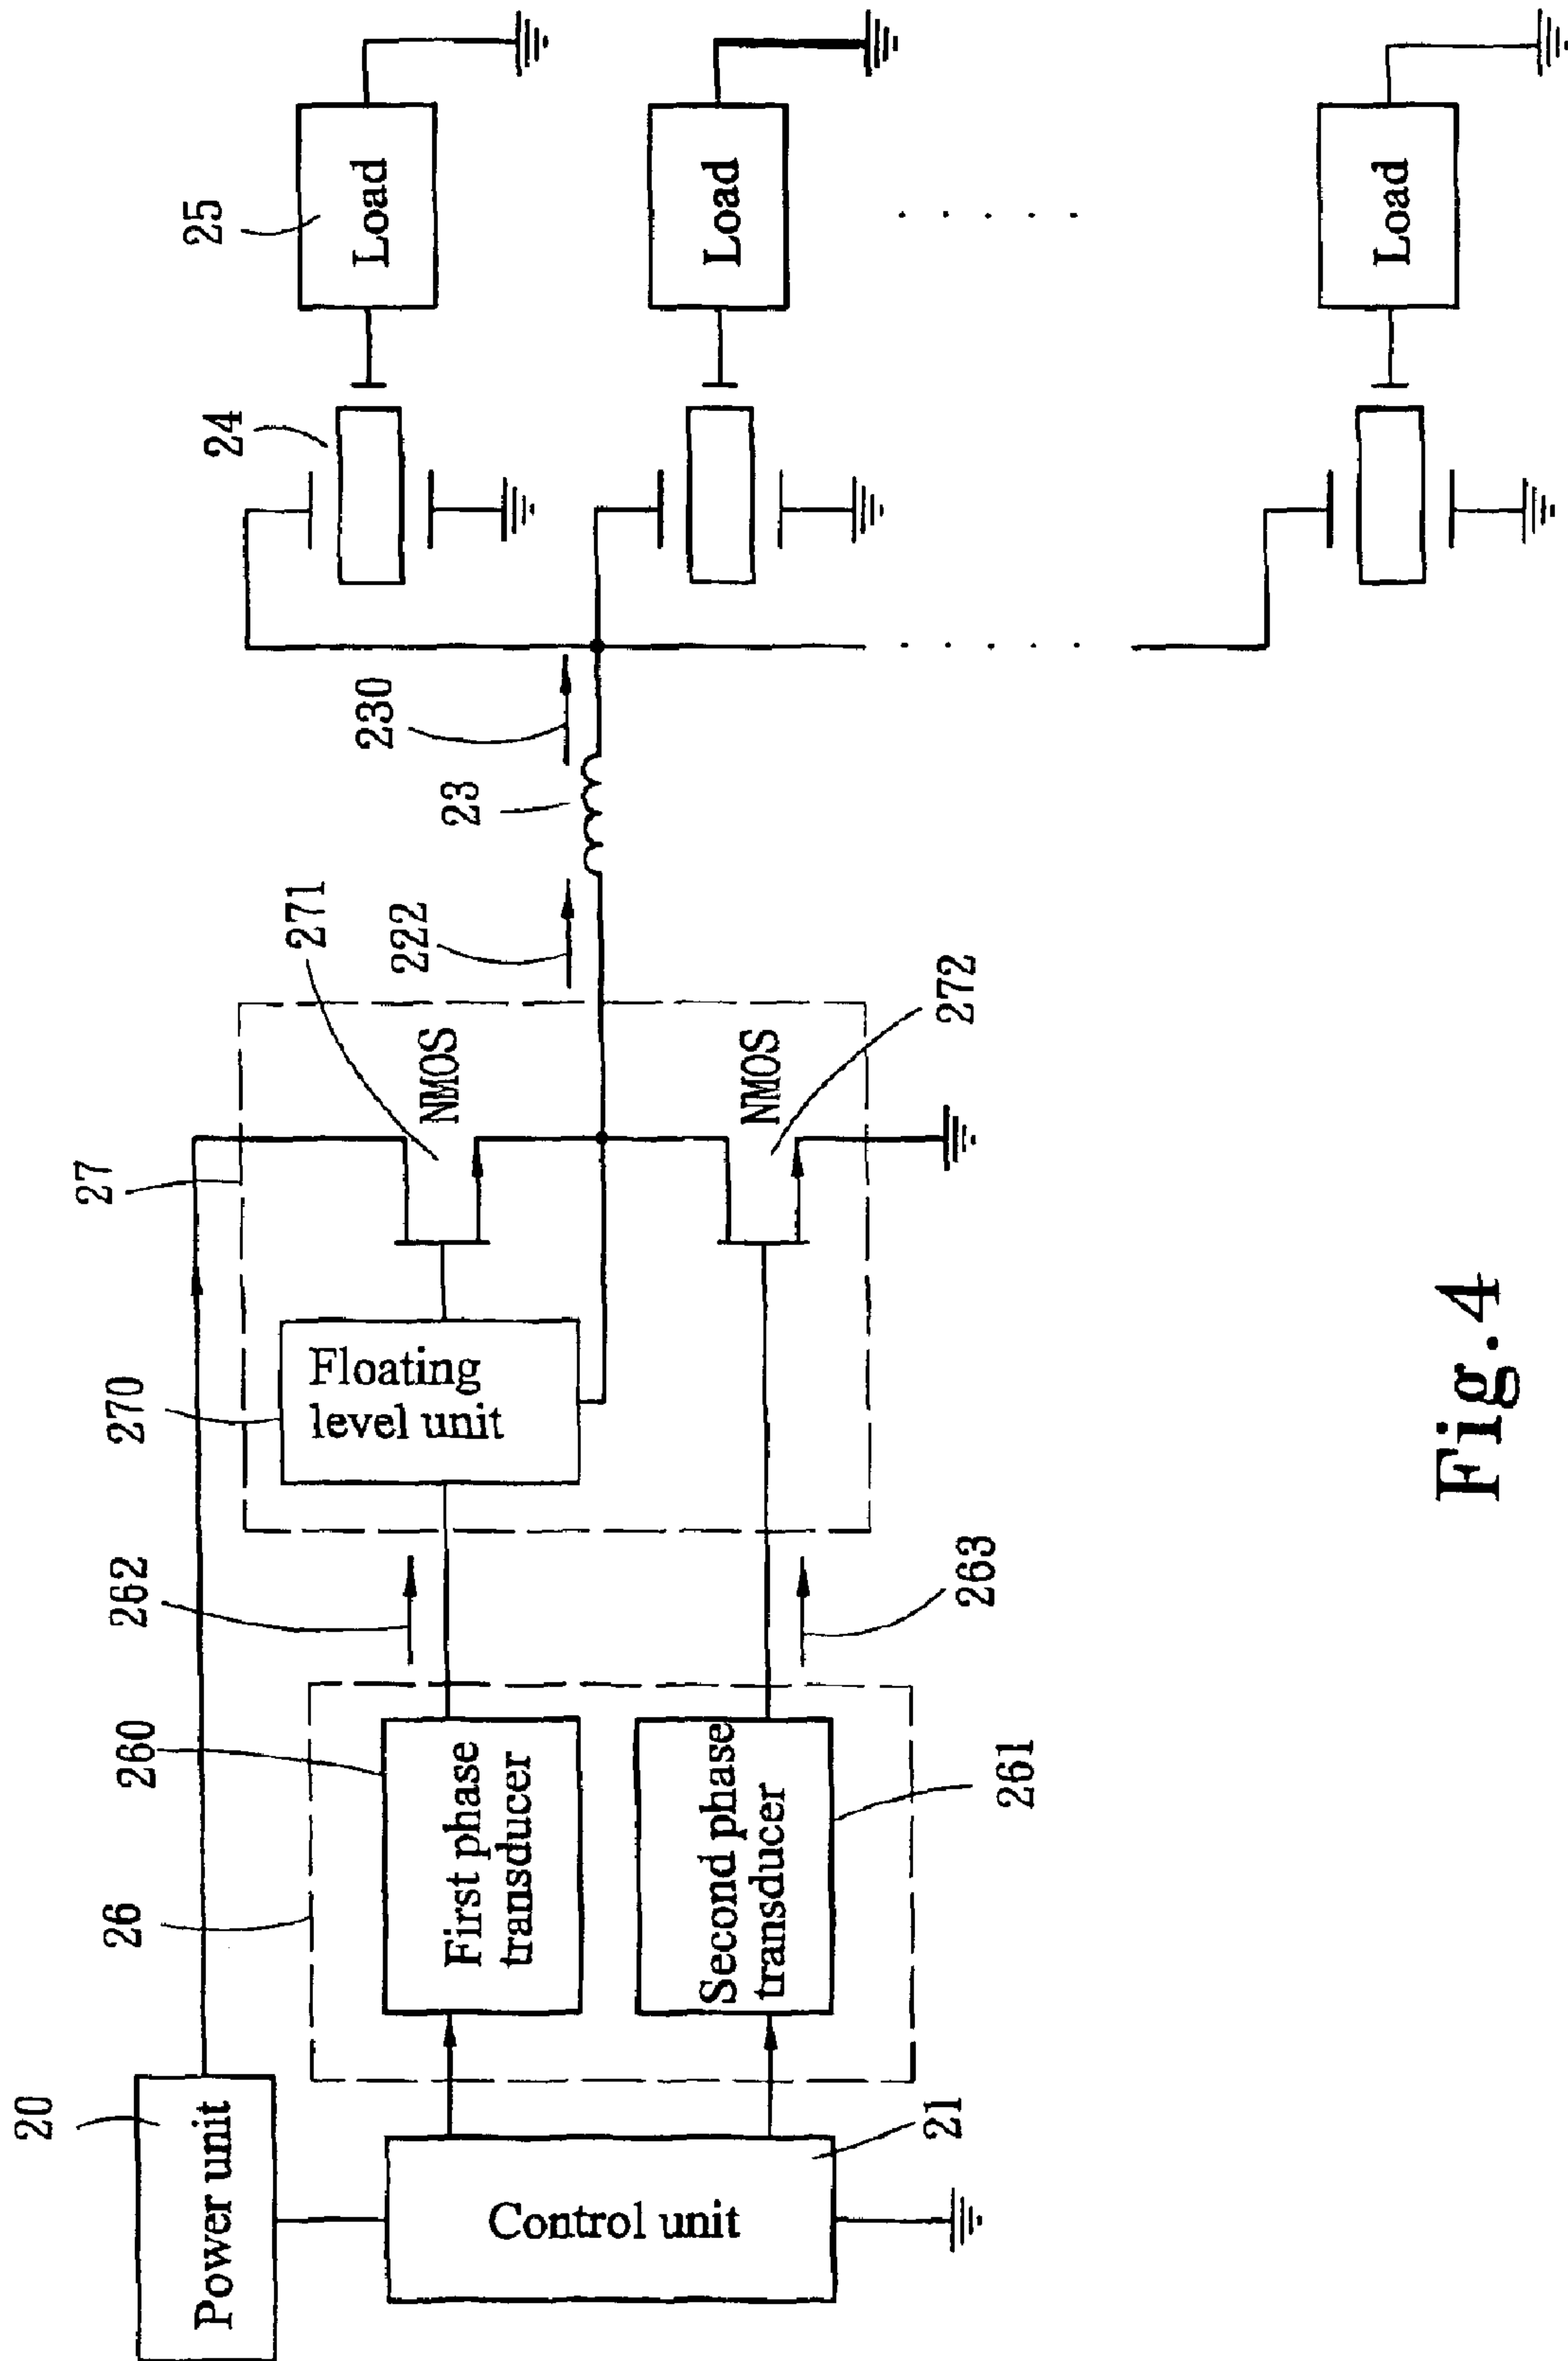 20
Power unit
Control unit
21
26
260
First phase
transducer
Second phase
transducer
261
262
263
27
270
Floating
level unit
271
NMOS
NMOS
272
222
23
230
24
25
Load
Load
. . . . .
Load
. . . . .
Fig.4